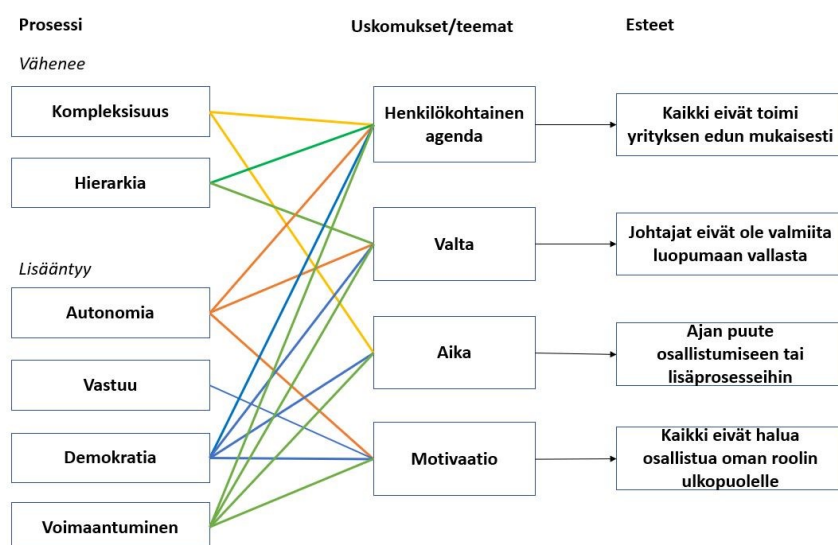 Prosessi
Uskomukset/teemat
Esteet
Vähenee
Kompleksisuus
Hierarkia
Lisääntyy
Autonomia
Vastuu
Demokratia
Voimaantuminen
Henkilökohtainen
agenda
Valta
Aika
Motivaatio
Kaikki eivät toimi
yrityksen edun mukaisesti
Johtajat eivät ole valmiita
luopumaan vallasta
Ajan puute
osallistumiseen tai
lisäprosesseihin
Kaikki eivät halua
osallistua oman roolin
ulkopuolelle